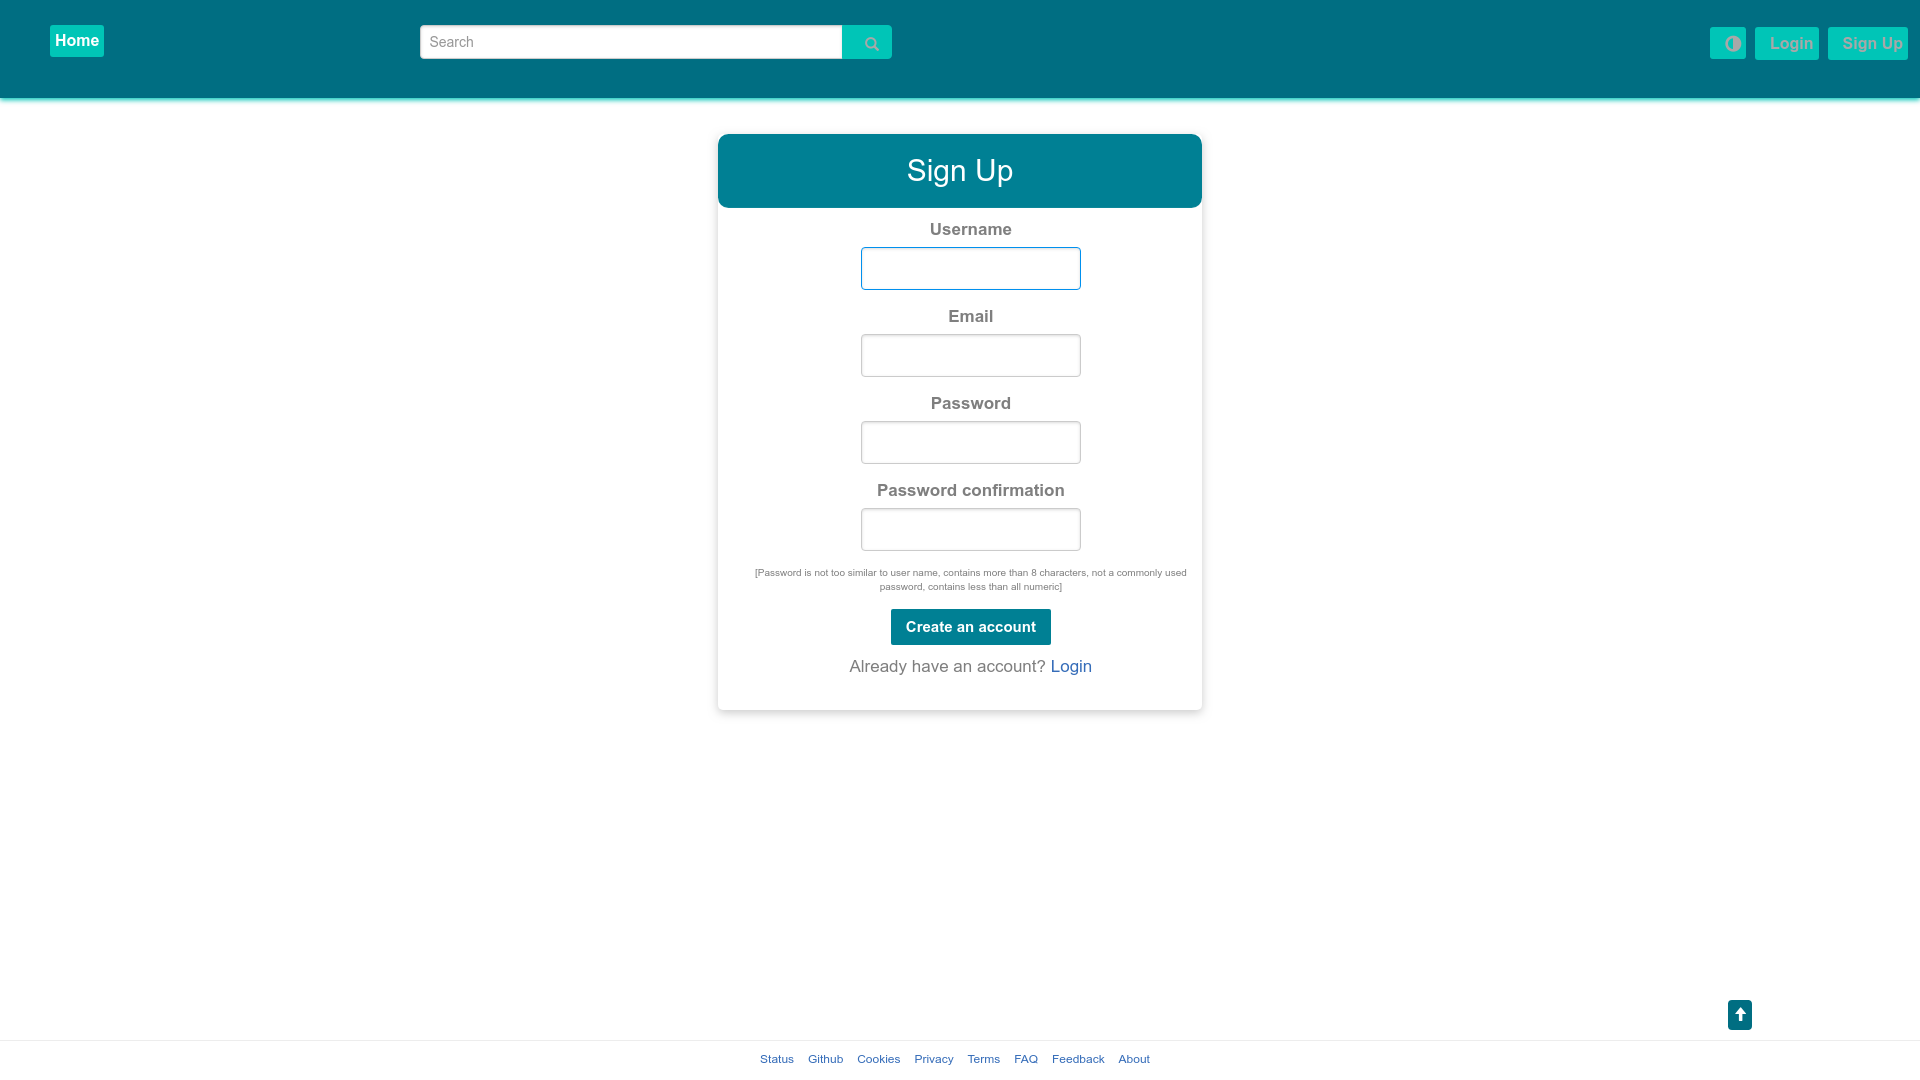 Home
Search
Login
Sign Up
Sign Up
Username
Email
Password
Password confirmation
[Password is not too similar to user name, contains more than 8 characters, not a commonly used
password, contains less than all numeric]
Create an account
Already have an account? Login
Status Github Cookies Privacy Terms FAQ Feedback About